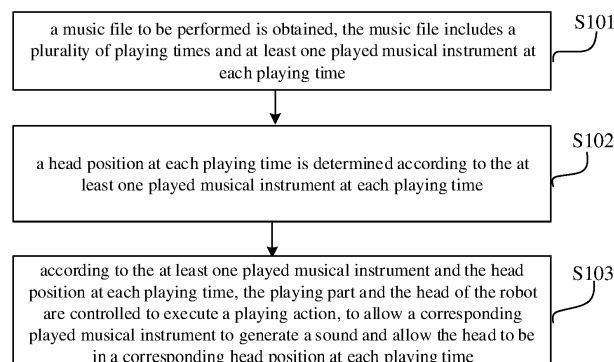 a music file to be performed is obtained, the music file includes a
plurality of playing times and at least one played musical instrument at
each playing time
S101
a head position at each playing time is determined according to the at
least one played musical instrument at each playing time
S102
according to the at least one played musical instrument and the head
position at each playing time, the playing part and the head of the robot
are controlled to execute a playing action, to allow a corresponding
played musical instrument to generate a sound and allow the head to be
in a corresponding head position at each playing time
S103